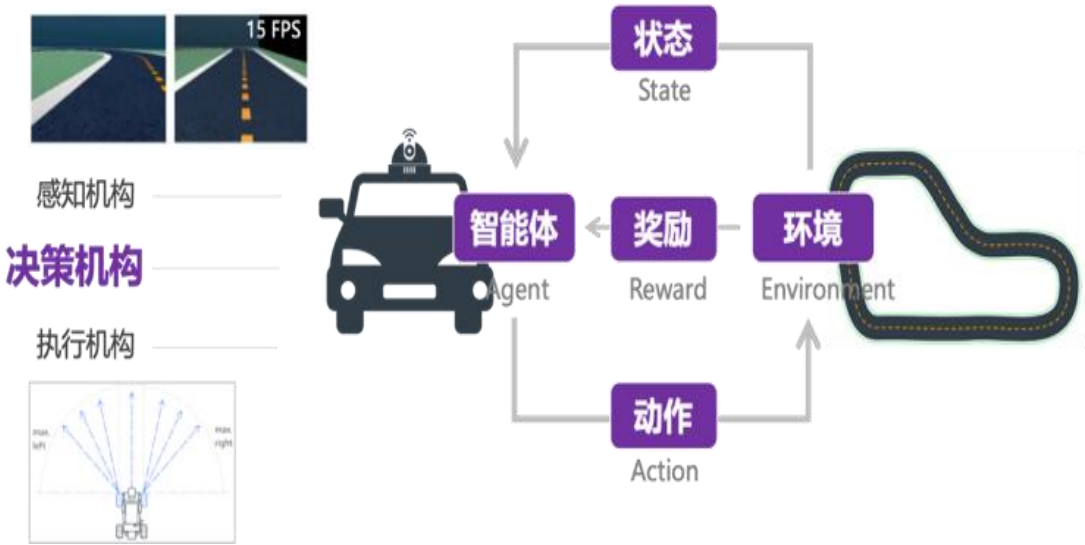 15 FPS
感知机构
决策机构
执行机构
max.
left
max.
right
状态
State
智能体
Agent
奖励
Reward
环境
Environment
动作
Action